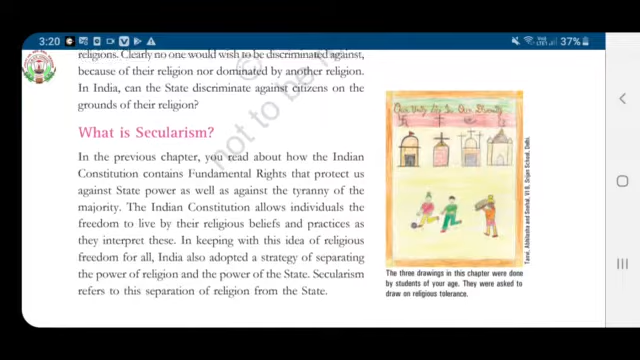 3:20
37%
religions. Clearly no one would wish to be discriminated against,
because of their religion nor dominated by another religion.
In India, can the State discriminate against citizens on the
grounds of their religion?
What is Secularism?
In the previous chapter, you read about how the Indian
Constitution contains Fundamental Rights that protect us
against State power as well as against the tyranny of the
majority. The Indian Constitution allows individuals the
freedom to live by their religious beliefs and practices as
they interpret these. In keeping with this idea of religious
freedom for all, India also adopted a strategy of separating
the power of religion and the power of the State. Secularism
refers to this separation of religion from the State.
© not to be
Our Unity Lies In Our Diversity
The three drawings in this chapter were done
by students of your age. They were asked to
draw on religious tolerance.